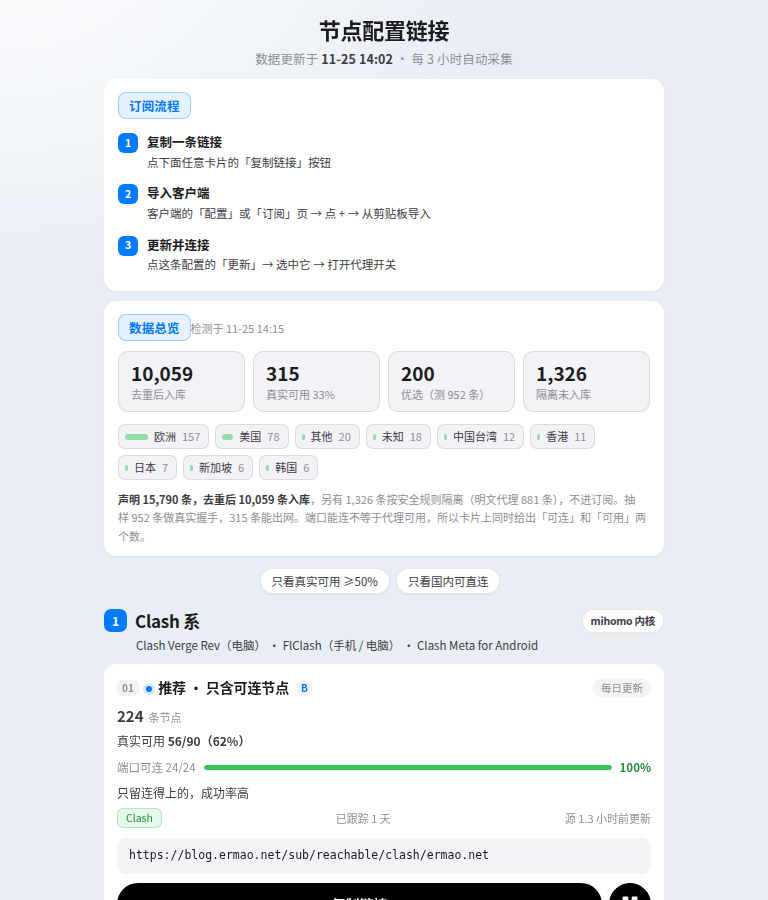 节点配置链接
数据更新于 11-25 14:02 · 每 3 小时自动采集
订阅流程
1 复制一条链接
点下面任意卡片的「复制链接」按钮
2 导入客户端
客户端的「配置」或「订阅」页 → 点 + → 从剪贴板导入
3 更新并连接
点这条配置的「更新」→ 选中它 → 打开代理开关
数据总览 检测于 11-25 14:15
10,059 315 200 1,326
去重后入库 真实可用 33% 优选（测 952 条） 隔离未入库
欧洲 157 美国 78 其他 20 未知 18 中国台湾 12 香港 11
日本 7 新加坡 6 韩国 6
声明 15,790 条，去重后 10,059 条入库，另有 1,326 条按安全规则隔离（明文代理 881 条），不进订阅。抽
样 952 条做真实握手，315 条能出网。端口能连不等于代理可用，所以卡片上同时给出「可连」和「可用」两
个数。
只看真实可用 ≥50% 只看国内可直连
1 Clash 系 mihomo 内核
Clash Verge Rev（电脑） · FlClash（手机 / 电脑） · Clash Meta for Android
01 推荐 · 只含可连节点 B 每日更新
224 条节点
真实可用 56/90（62%）
端口可连 24/24 100%
只留连得上的，成功率高
Clash 已跟踪 1 天 源 1.3 小时前更新
https://blog.ermao.net/sub/reachable/clash/ermao.net